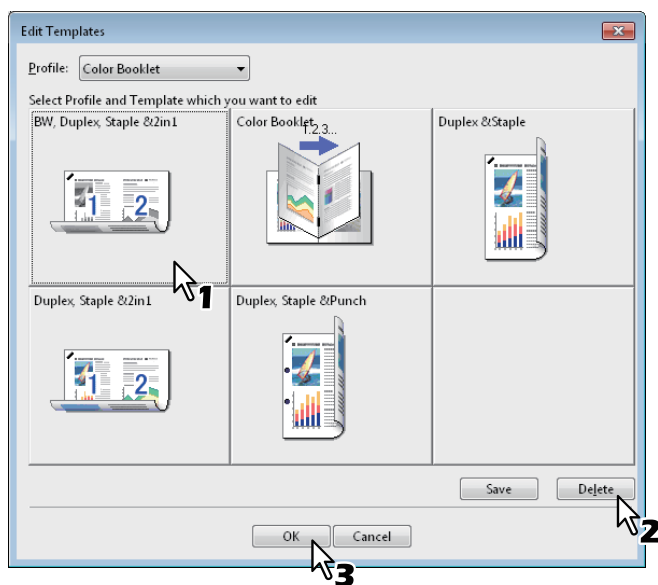 Edit Templates
Profile: Color Booklet
Select Profile and Template which you want to edit
BW, Duplex, Staple &2in1
Color Booklet
Duplex &Staple
1.2.3...
1 2
1
Duplex, Staple &2in1
Duplex, Staple &Punch
1 2
Save
Delete
2
OK
Cancel
3